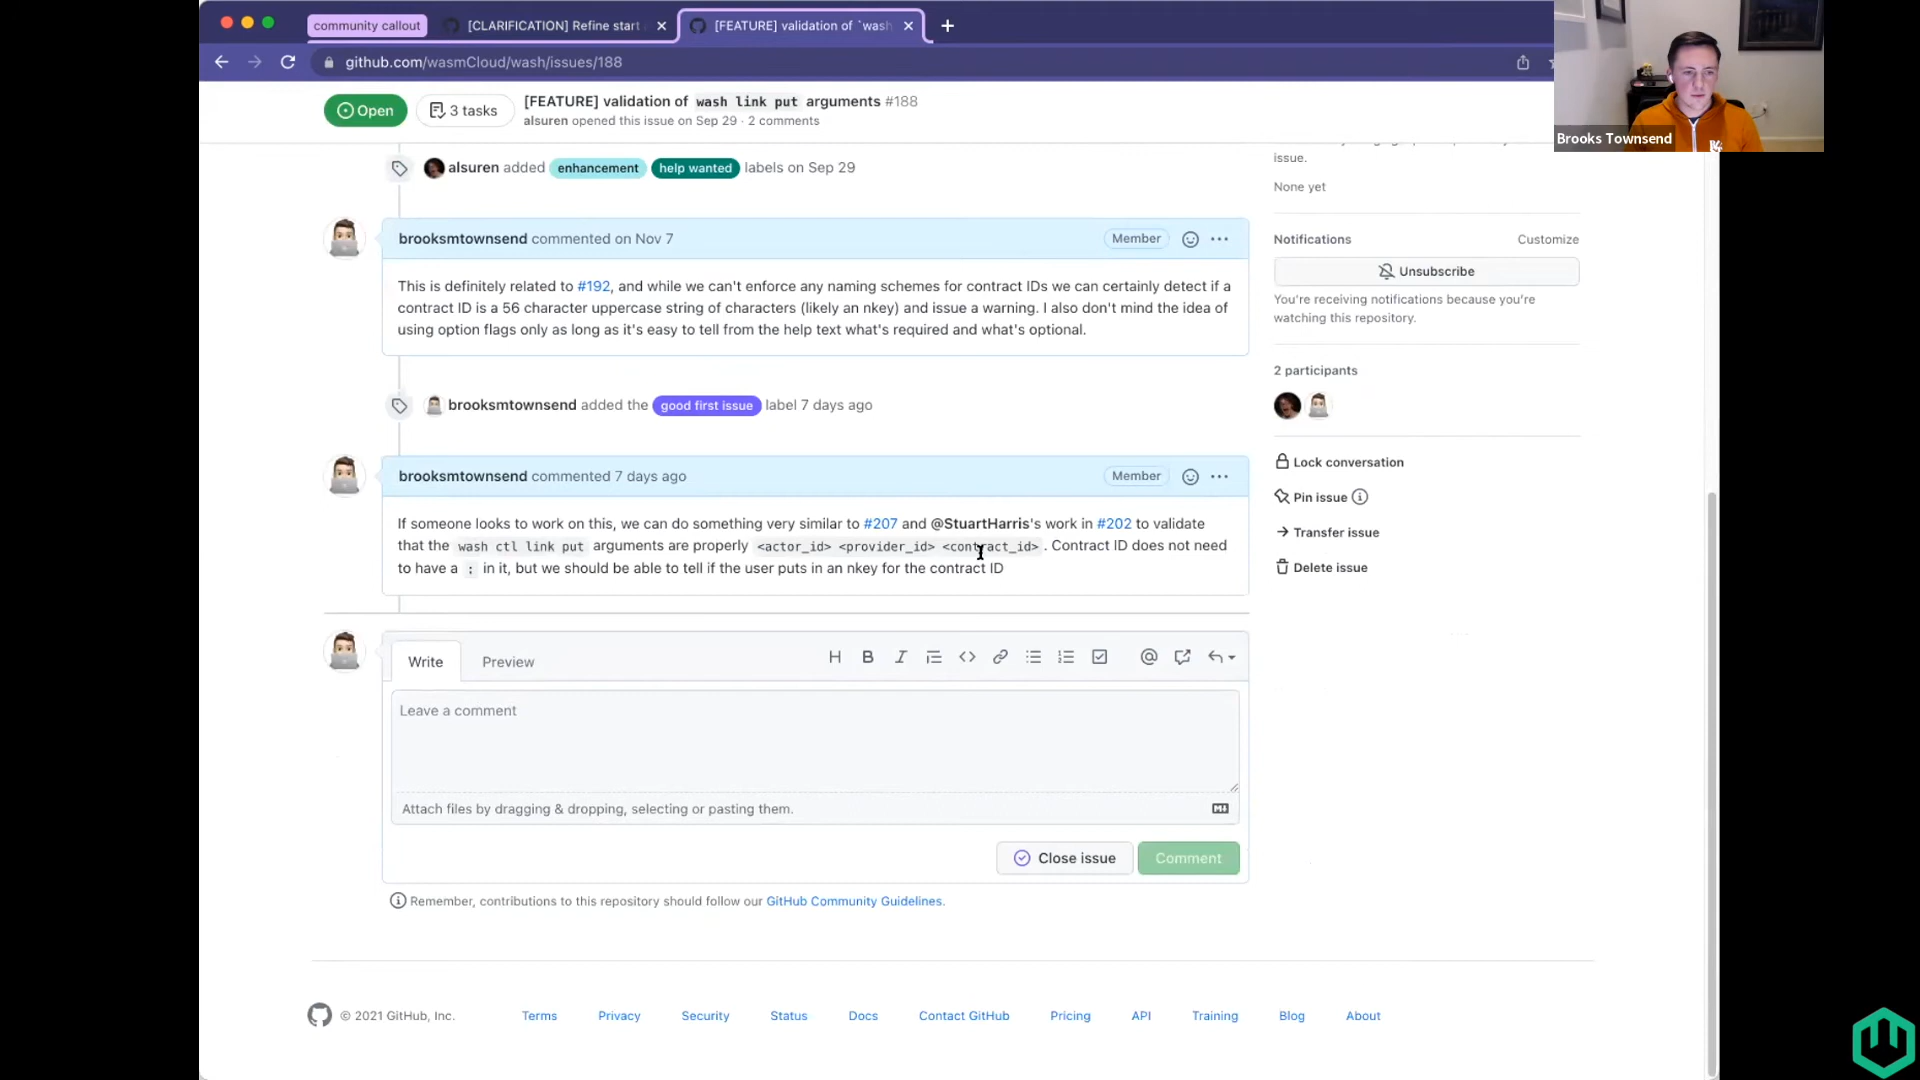 community callout
[CLARIFICATION] Refine start
[FEATURE] validation of `wash
github.com/wasmCloud/wash/issues/188
Brooks Townsend
Open
3 tasks
[FEATURE] validation of wash link put arguments #188
alsuren opened this issue on Sep 29 · 2 comments
issue.
None yet
alsuren added enhancement help wanted labels on Sep 29
brooksmtownsend commented on Nov 7
Member
This is definitely related to #192, and while we can't enforce any naming schemes for contract IDs we can certainly detect if a
contract ID is a 56 character uppercase string of characters (likely an nkey) and issue a warning. I also don't mind the idea of
using option flags only as long as it's easy to tell from the help text what's required and what's optional.
Notifications
Customize
Unsubscribe
You're receiving notifications because you're
watching this repository.
2 participants
brooksmtownsend added the good first issue label 7 days ago
brooksmtownsend commented 7 days ago
Member
If someone looks to work on this, we can do something very similar to #207 and @StuartHarris's work in #202 to validate
that the wash ctl link put arguments are properly <actor_id> <provider_id> <contract_id> . Contract ID does not need
to have a : in it, but we should be able to tell if the user puts in an nkey for the contract ID
Lock conversation
Pin issue
Transfer issue
Delete issue
Write
Preview
Leave a comment
Attach files by dragging & dropping, selecting or pasting them.
Close issue
Comment
Remember, contributions to this repository should follow our GitHub Community Guidelines.
© 2021 GitHub, Inc.
Terms
Privacy
Security
Status
Docs
Contact GitHub
Pricing
API
Training
Blog
About